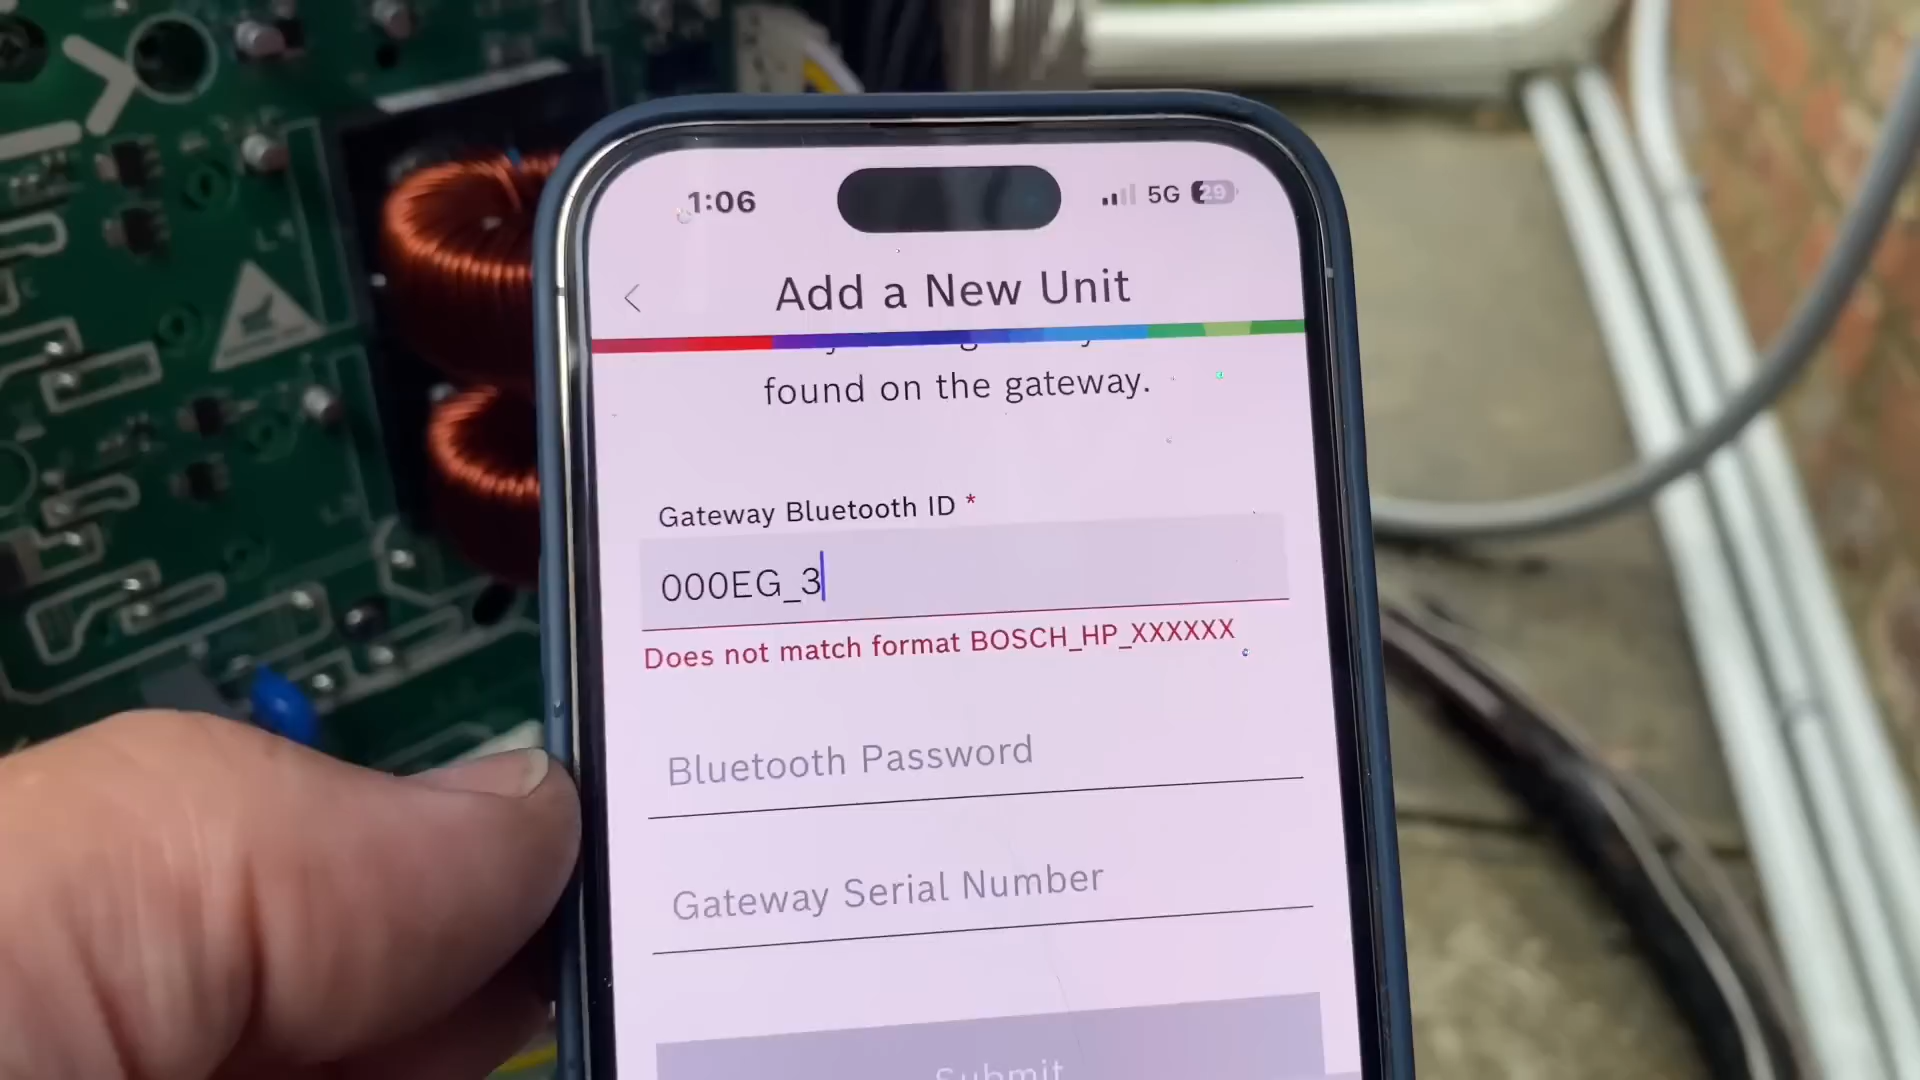 1:06
5G 29
Add a New Unit
found on the gateway.
Gateway Bluetooth ID *
000EG_3
Does not match format BOSCH_HP_XXXXXX
Bluetooth Password
Gateway Serial Number
Submit